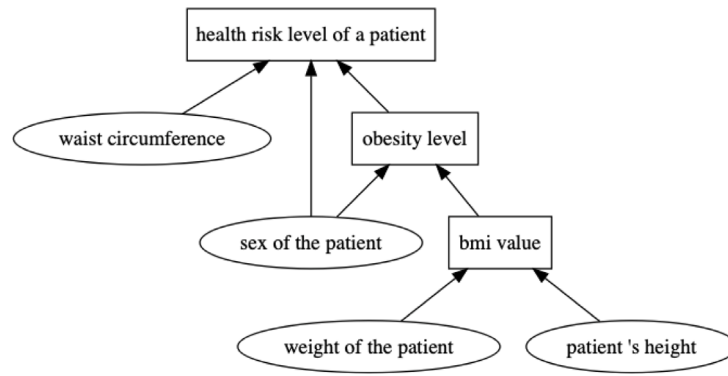 health risk level of a patient
waist circumference
obesity level
sex of the patient
bmi value
weight of the patient
patient 's height